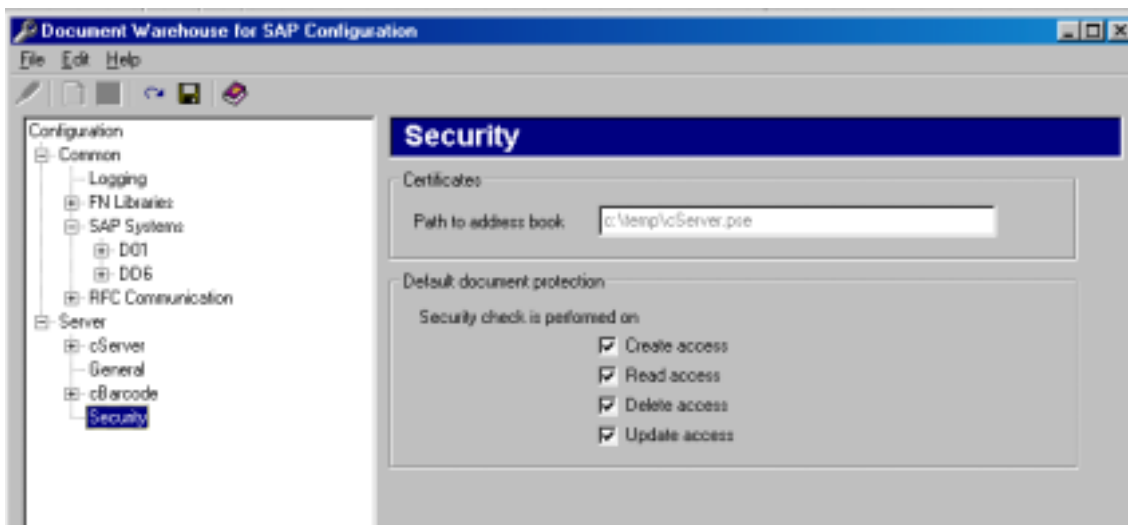 Document Warehouse for SAP Configuration
File Edit Help
Configuration
Common
Logging
FN Libraries
SAP Systems
D01
DD6
RFC Communication
Server
cServer
General
cBarcode
Security
Security
Certificates
Path to address book
c:\temp\cServer.pse
Default document protection
Security check is performed on
Create access
Read access
Delete access
Update access